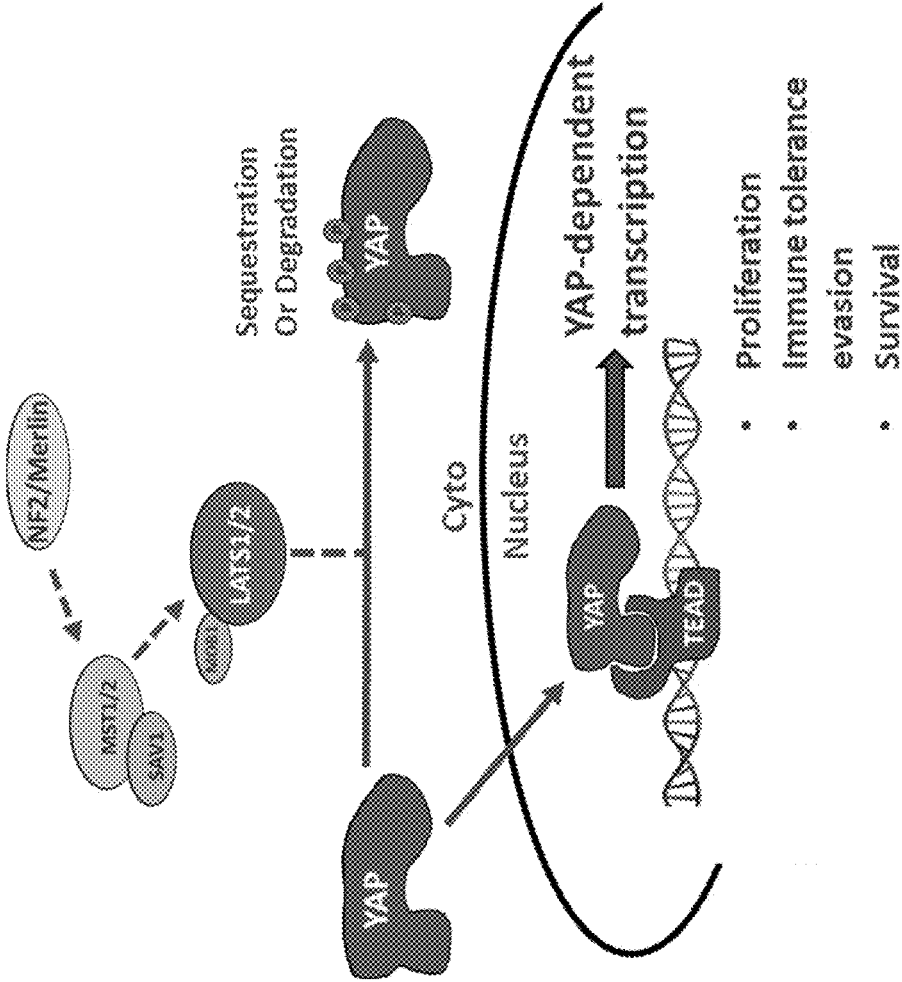 NF2/Merlin
MST1/2
SAV1
LATS1/2
Sequestration
Or Degradation
YAP
YAP
Cyto
Nucleus
YAP
TEAD
YAP-dependent
transcription
• Proliferation
• Immune tolerance
evasion
• Survival